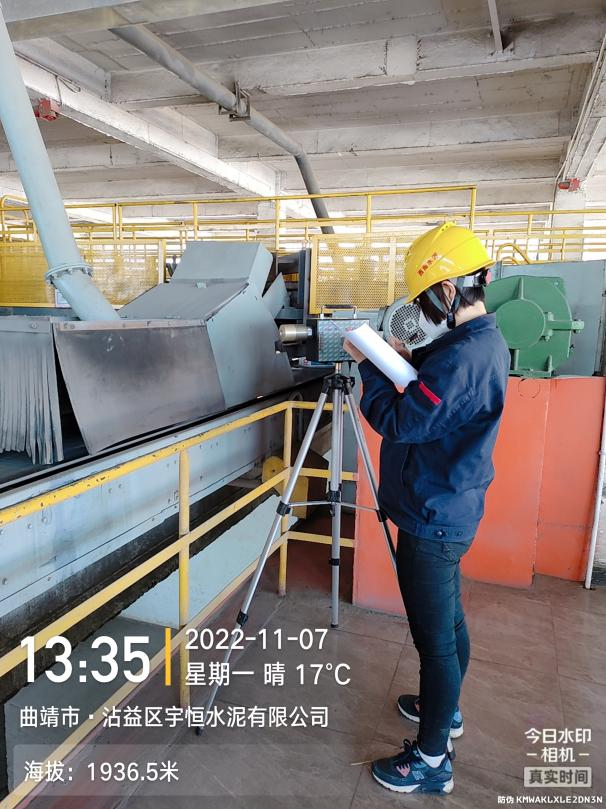 13:35
2022-11-07
星期一 晴 17°C
曲靖市·沾益区宇恒水泥有限公司
海拔：1936.5米
今日水印
相机
真实时间
防伪 KMWAKLXLE2DN3N